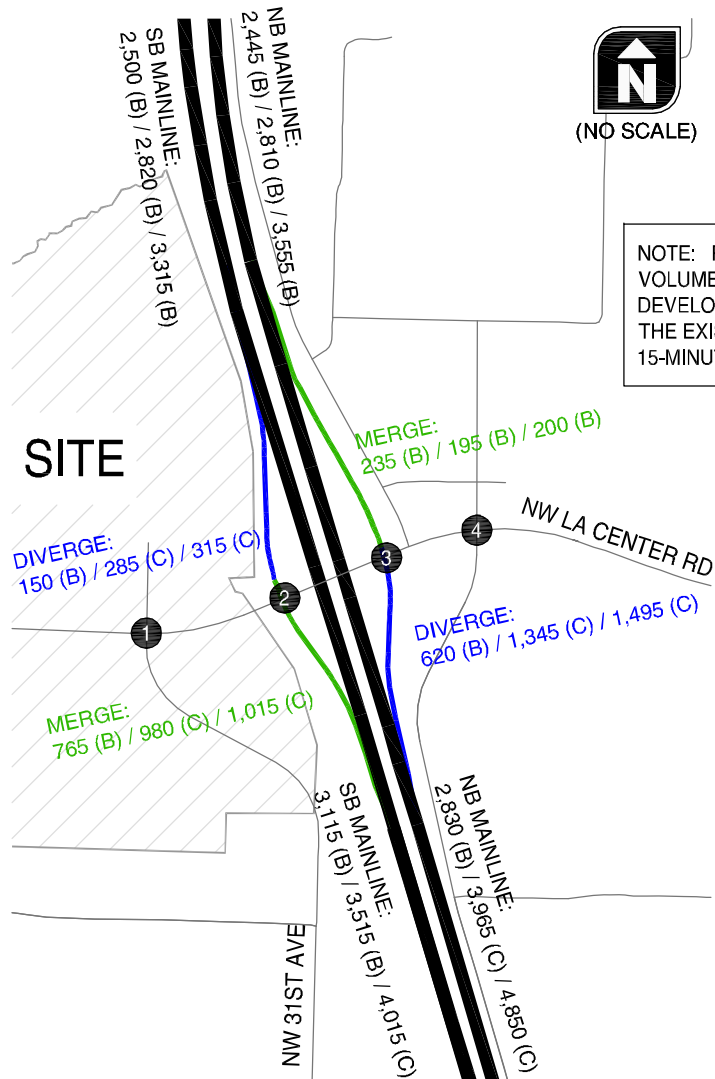 SB MAINLINE:
2,500 (B) / 2,820 (B) / 3,315 (B)
NB MAINLINE:
2,445 (B) / 2,810 (B) / 3,555 (B)
N
(NO SCALE)
NOTE:
VOLUME
DEVELO
THE EXI
15-MINU
SITE
MERGE:
235 (B) / 195 (B) / 200 (B)
NW LA CENTER RD
DIVERGE:
150 (B) / 285 (C) / 315 (C)
4
3
2
1
DIVERGE:
620 (B) / 1,345 (C) / 1,495 (C)
MERGE:
765 (B) / 980 (C) / 1,015 (C)
SB MAINLINE:
3,115 (B) / 3,515 (B) / 4,015 (C)
NB MAINLINE:
2,830 (B) / 3,965 (C) / 4,850 (C)
NW 31ST AVE